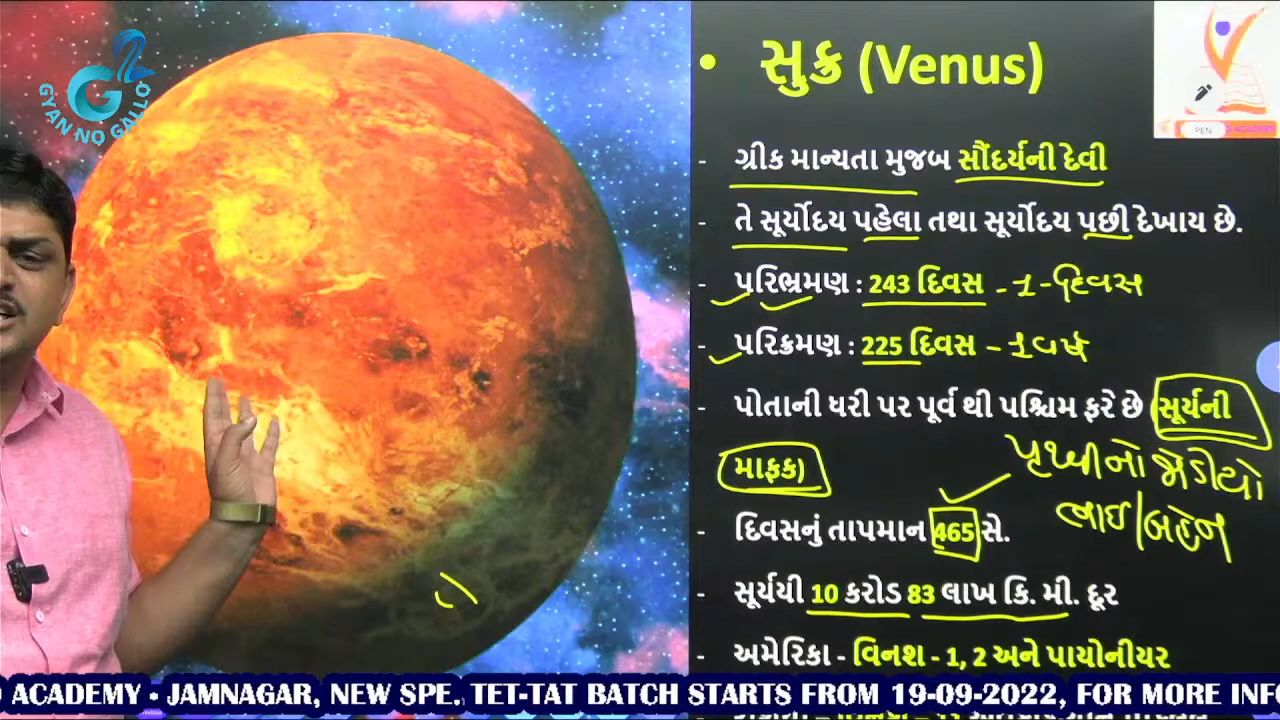 GYAN NO GALLO
• સુક્ર (Venus)
PEN
ACADEMY
- ગ્રીક માન્યતા મુજબ સૌંદર્યની દેવી
- તે સૂર્યોદય પહેલા તથા સૂર્યોદય પછી દેખાય છે.
- પરિભ્રમણ : 243 દિવસ - 1 - દિવસ
- પરિક્રમણ : 225 દિવસ - 1 વર્ષ
- પોતાની ધરી પર પૂર્વ થી પશ્ચિમ ફરે છે (સૂર્યની
માફક)
પૃથ્વીનો જોડીયો
ભાઈ/બહેન
- દિવસનું તાપમાન 465 સે.
- સૂર્યયી 10 કરોડ 83 લાખ કિ. મી. દૂર
- અમેરિકા - વિનશ - 1, 2 અને પાયોનીયર
ACADEMY • JAMNAGAR, NEW SPE. TET-TAT BATCH STARTS FROM 19-09-2022, FOR MORE INFO